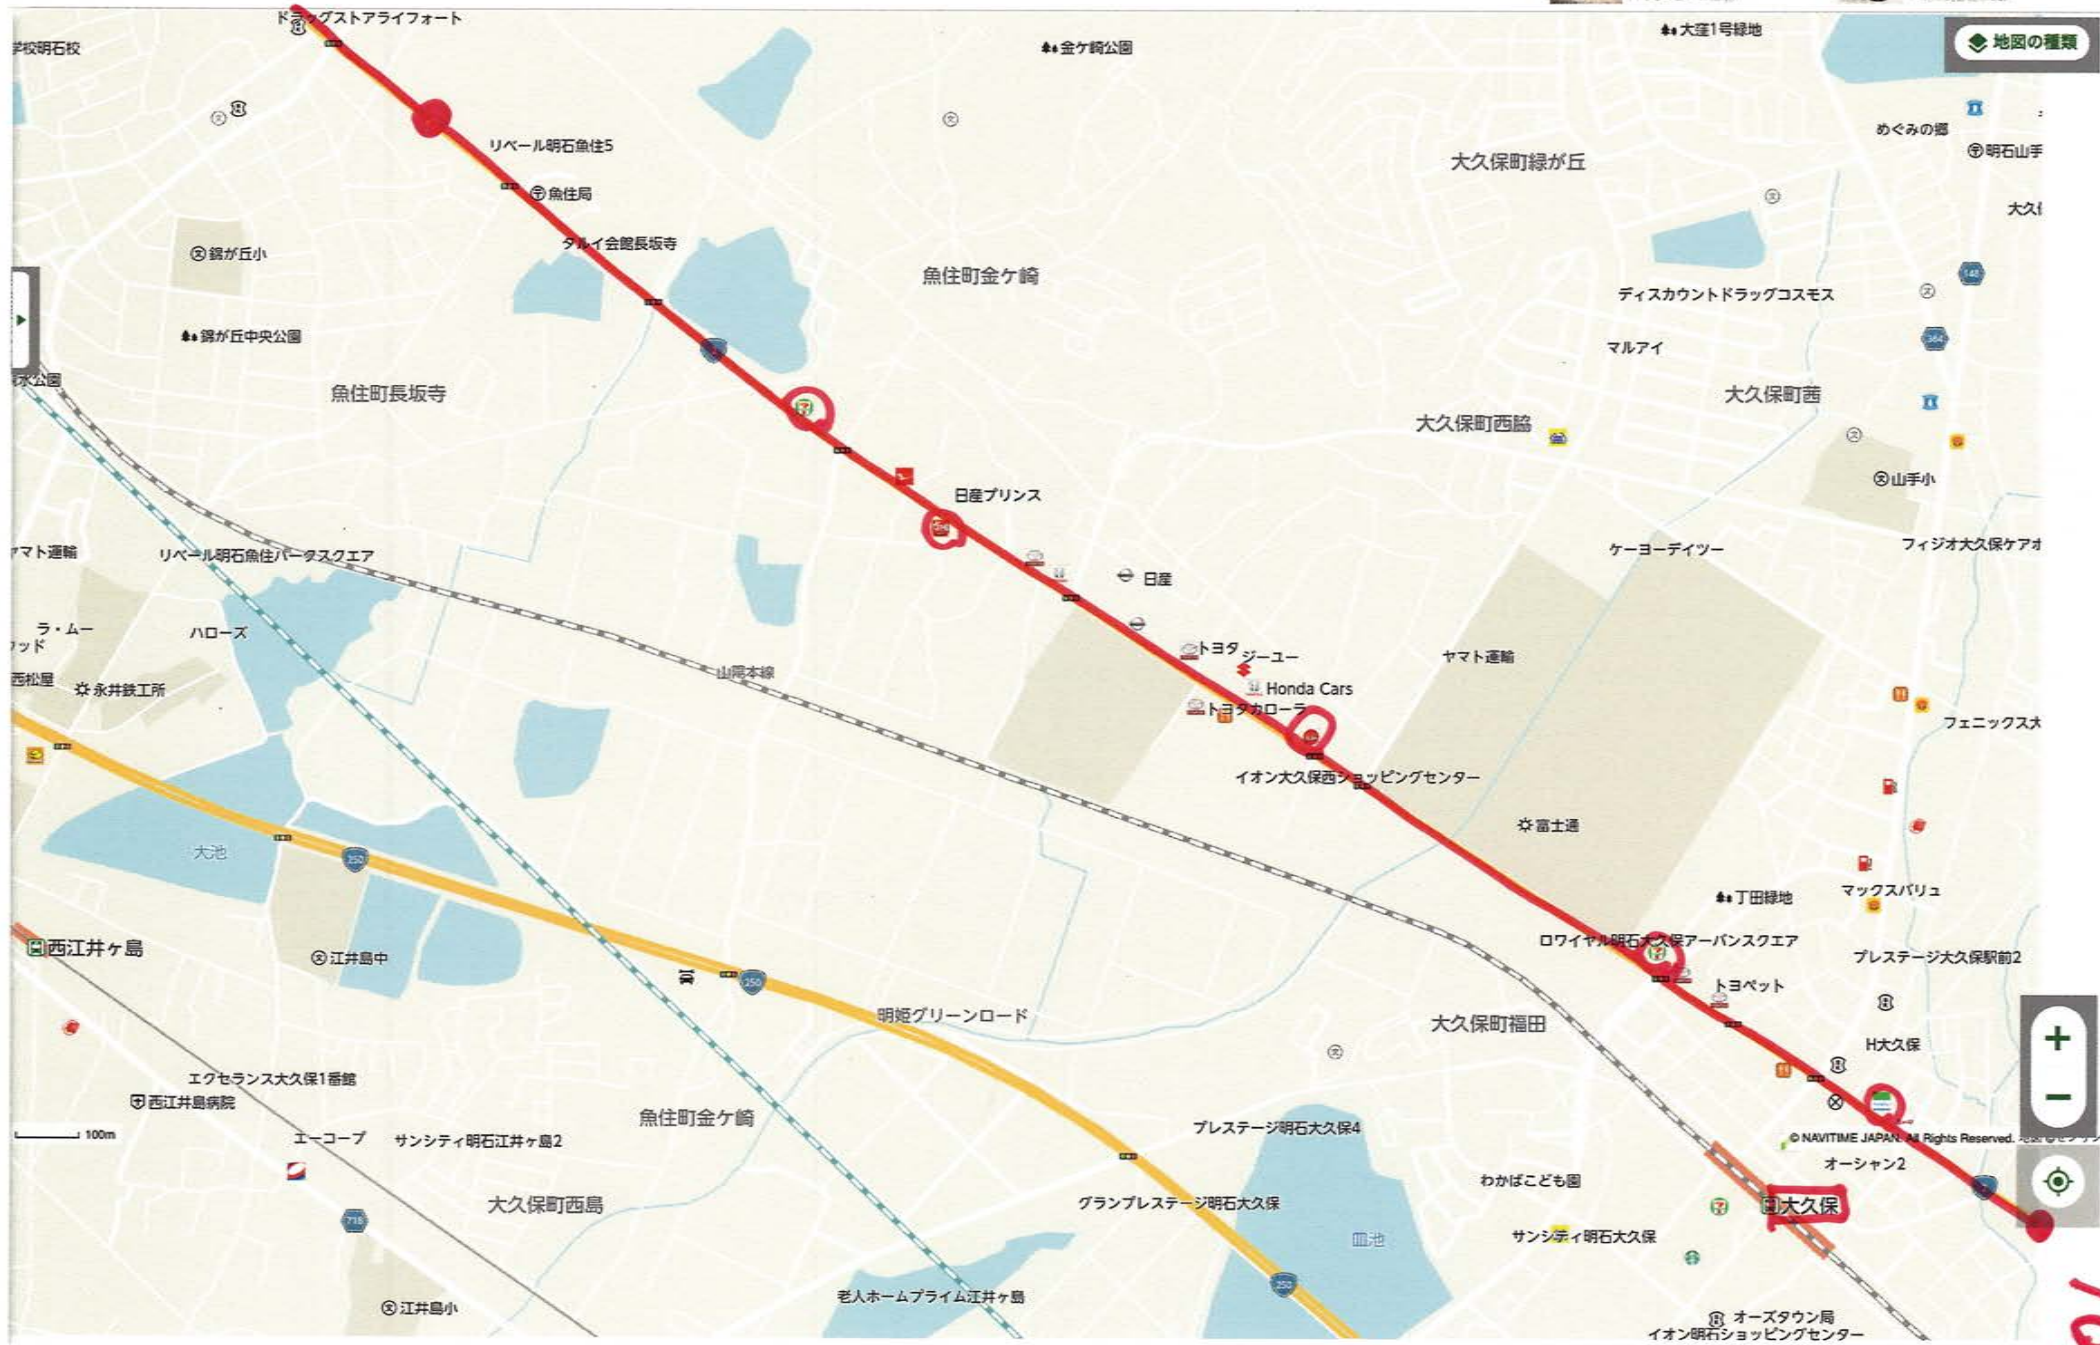 ドラッグストアライフォート
学校明石校
金ケ崎公園
大窪1号緑地
地図の種類
めぐみの郷
明石山手
リベール明石魚住5
大久保町緑が丘
魚住局
タルイ会館長坂寺
錦が丘小
魚住町金ケ崎
ディスカウントドラッグコスモス
148
364
錦が丘中央公園
マルアイ
水公園
魚住町長坂寺
大久保町茜
大久保町西脇
山手小
日産プリンス
ヤマト運輸
リベール明石魚住パークスクエア
ケーヨーデイツー
フィジオ大久保ケア
日産
ラ・ムー
ッド
ハローズ
トヨタ
ジーユー
ヤマト運輸
西松屋
永井鉄工所
山陽本線
Honda Cars
トヨタカローラ
フェニックス大
イオン大久保西ショッピングセンター
富士通
大池
250
丁田緑地
マックスバリュ
西江井ヶ島
江井島中
ロワイヤル明石大久保アーバンスクエア
プレステージ大久保駅前2
250
トヨペット
明姫グリーンロード
大久保町福田
H大久保
エクセランス大久保1番館
西江井島病院
魚住町金ケ崎
100m
エーコープ
サンシティ明石江井ヶ島2
プレステージ明石大久保4
© NAVITIME JAPAN. All Rights Reserved.
オーシャン2
わかばこども園
大久保町西島
グランプレステージ明石大久保
大久保
718
皿池
サンシティ明石大久保
250
老人ホームプライム江井ヶ島
江井島小
オーズタウン局
イオン明石ショッピングセンター